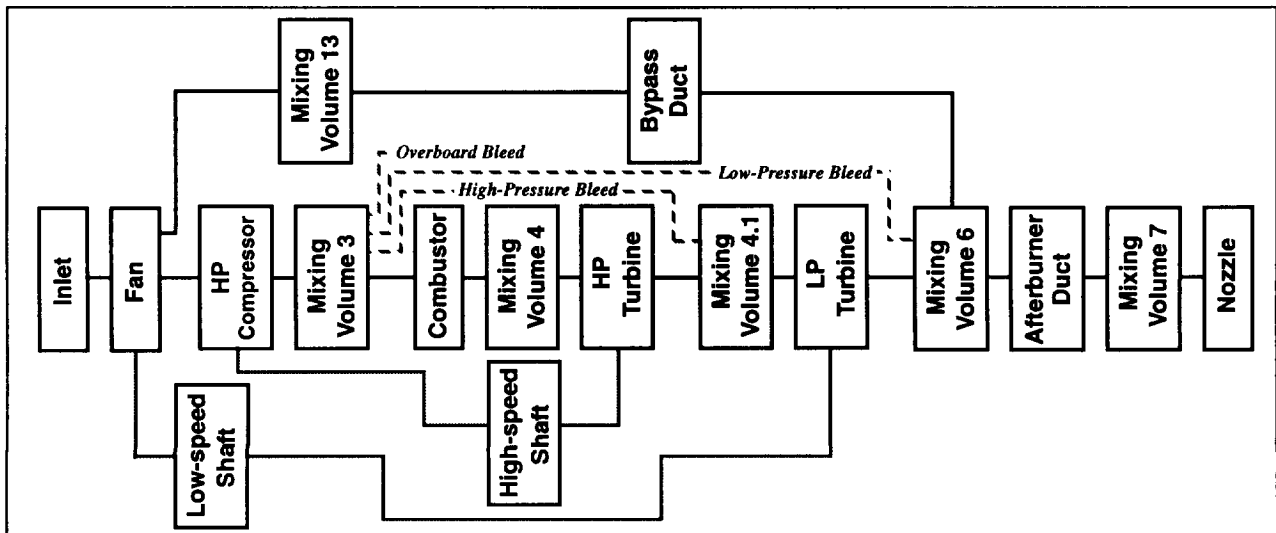 Mixing
Volume 13
Bypass
Duct
Overboard Bleed
Low-Pressure Bleed
High-Pressure Bleed
Inlet
Fan
HP
Compressor
Mixing
Volume 3
Combustor
Mixing
Volume 4
HP
Turbine
Mixing
Volume 4.1
LP
Turbine
Mixing
Volume 6
Afterburner
Duct
Mixing
Volume 7
Nozzle
Low-speed
Shaft
High-speed
Shaft